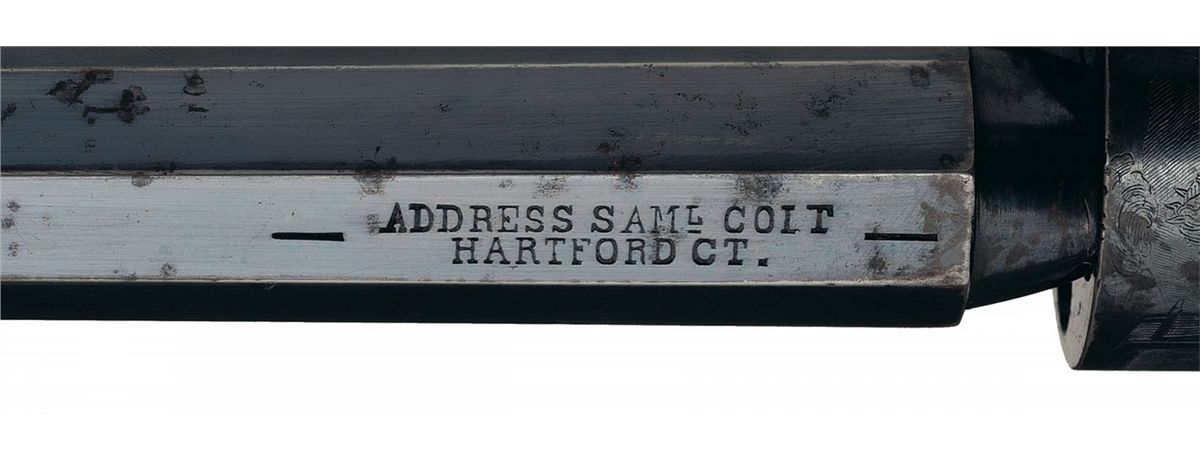 — ADDRESS SAMᴸ COLT —
HARTFORD CT.